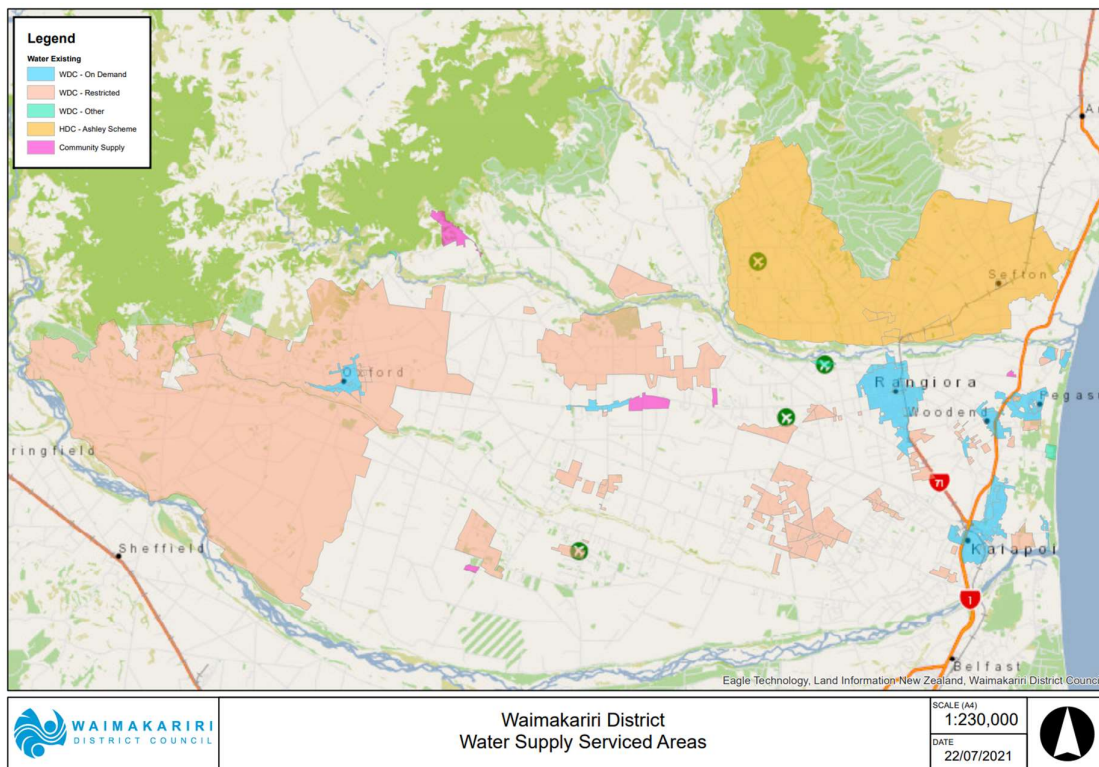 Legend
Water Existing
WDC - On Demand
WDC - Restricted
WDC - Other
HDC - Ashley Scheme
Community Supply
Sefton
Oxford
Rangiora
Woodend
Sheffield
71
Kaiapoi
1
Belfast
Eagle Technology, Land Information New Zealand, Waimakariri District Counc
WAIMAKARIRI
DISTRICT COUNCIL
Waimakariri District
Water Supply Serviced Areas
SCALE (A4)
1:230,000
DATE
22/07/2021